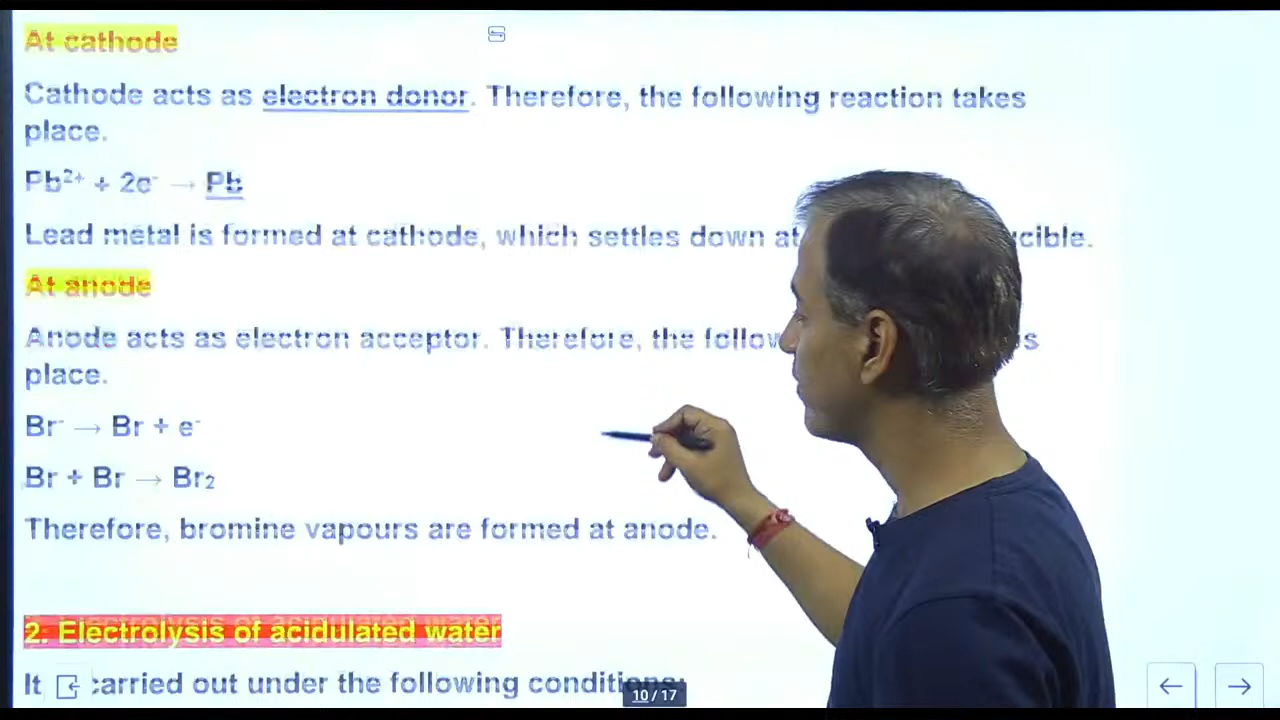 At cathode
Cathode acts as electron donor. Therefore, the following reaction takes
place.
Pb²⁺ + 2e⁻ → Pb
Lead metal is formed at cathode, which settles down at cible.
At anode
Anode acts as electron acceptor. Therefore, the follow s
place.
Br⁻ → Br + e⁻
Br + Br → Br₂
Therefore, bromine vapours are formed at anode.
2. Electrolysis of acidulated water
It carried out under the following conditions:
10 / 17